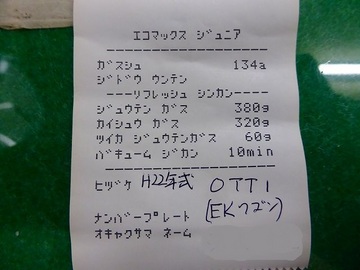 エコマックス ジュニア
ガスシュ 134a
ジドウ ウンテン
---リフレッシュ シンカン----
ジュウテン ガス 380g
カイシュウ ガス 320g
ツイカ ジュウテンガス 60g
バキューム ジカン 10min
ヒヅケ H22年式 OTTI
(EKワゴン)
ナンバープレート
オキャクサマ ネーム